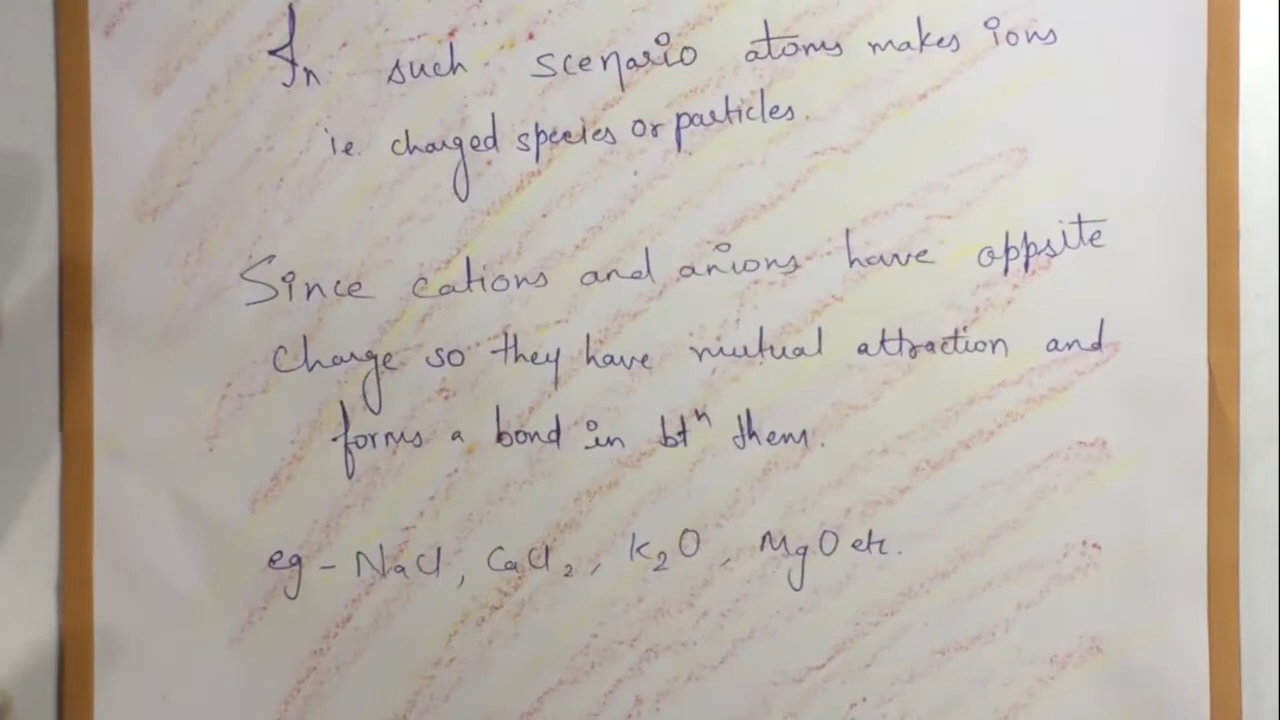 In such scenario atoms makes ions
i.e. charged species or particles.
Since cations and anions have oppsite
charge so they have mutual attraction and
forms a bond in btⁿ them.
eg - NaCl, CaCl₂, K₂O, MgO etc.